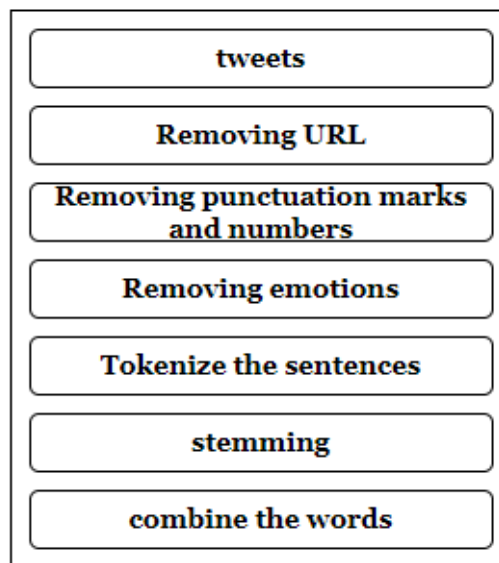 tweets
Removing URL
Removing punctuation marks
and numbers
Removing emotions
Tokenize the sentences
stemming
combine the words